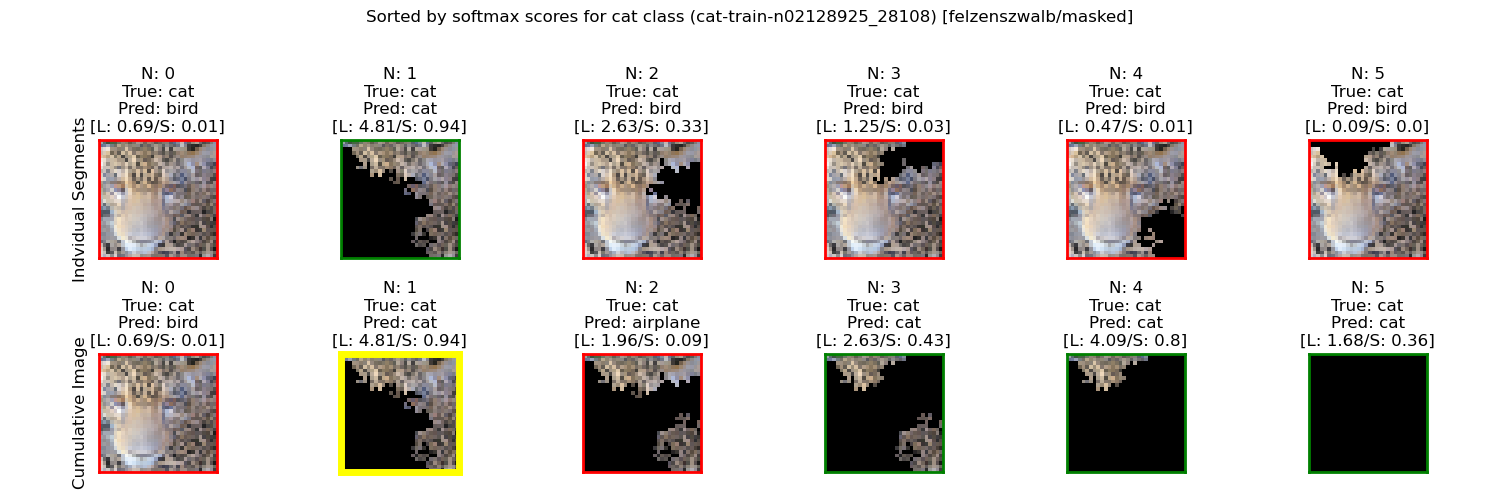 Sorted by softmax scores for cat class (cat-train-n02128925_28108) [felzenszwalb/masked]
Indvidual Segments
N: 0
True: cat
Pred: bird
[L: 0.69/S: 0.01]
N: 1
True: cat
Pred: cat
[L: 4.81/S: 0.94]
N: 2
True: cat
Pred: bird
[L: 2.63/S: 0.33]
N: 3
True: cat
Pred: bird
[L: 1.25/S: 0.03]
N: 4
True: cat
Pred: bird
[L: 0.47/S: 0.01]
N: 5
True: cat
Pred: bird
[L: 0.09/S: 0.0]
Cumulative Image
N: 0
True: cat
Pred: bird
[L: 0.69/S: 0.01]
N: 1
True: cat
Pred: cat
[L: 4.81/S: 0.94]
N: 2
True: cat
Pred: airplane
[L: 1.96/S: 0.09]
N: 3
True: cat
Pred: cat
[L: 2.63/S: 0.43]
N: 4
True: cat
Pred: cat
[L: 4.09/S: 0.8]
N: 5
True: cat
Pred: cat
[L: 1.68/S: 0.36]